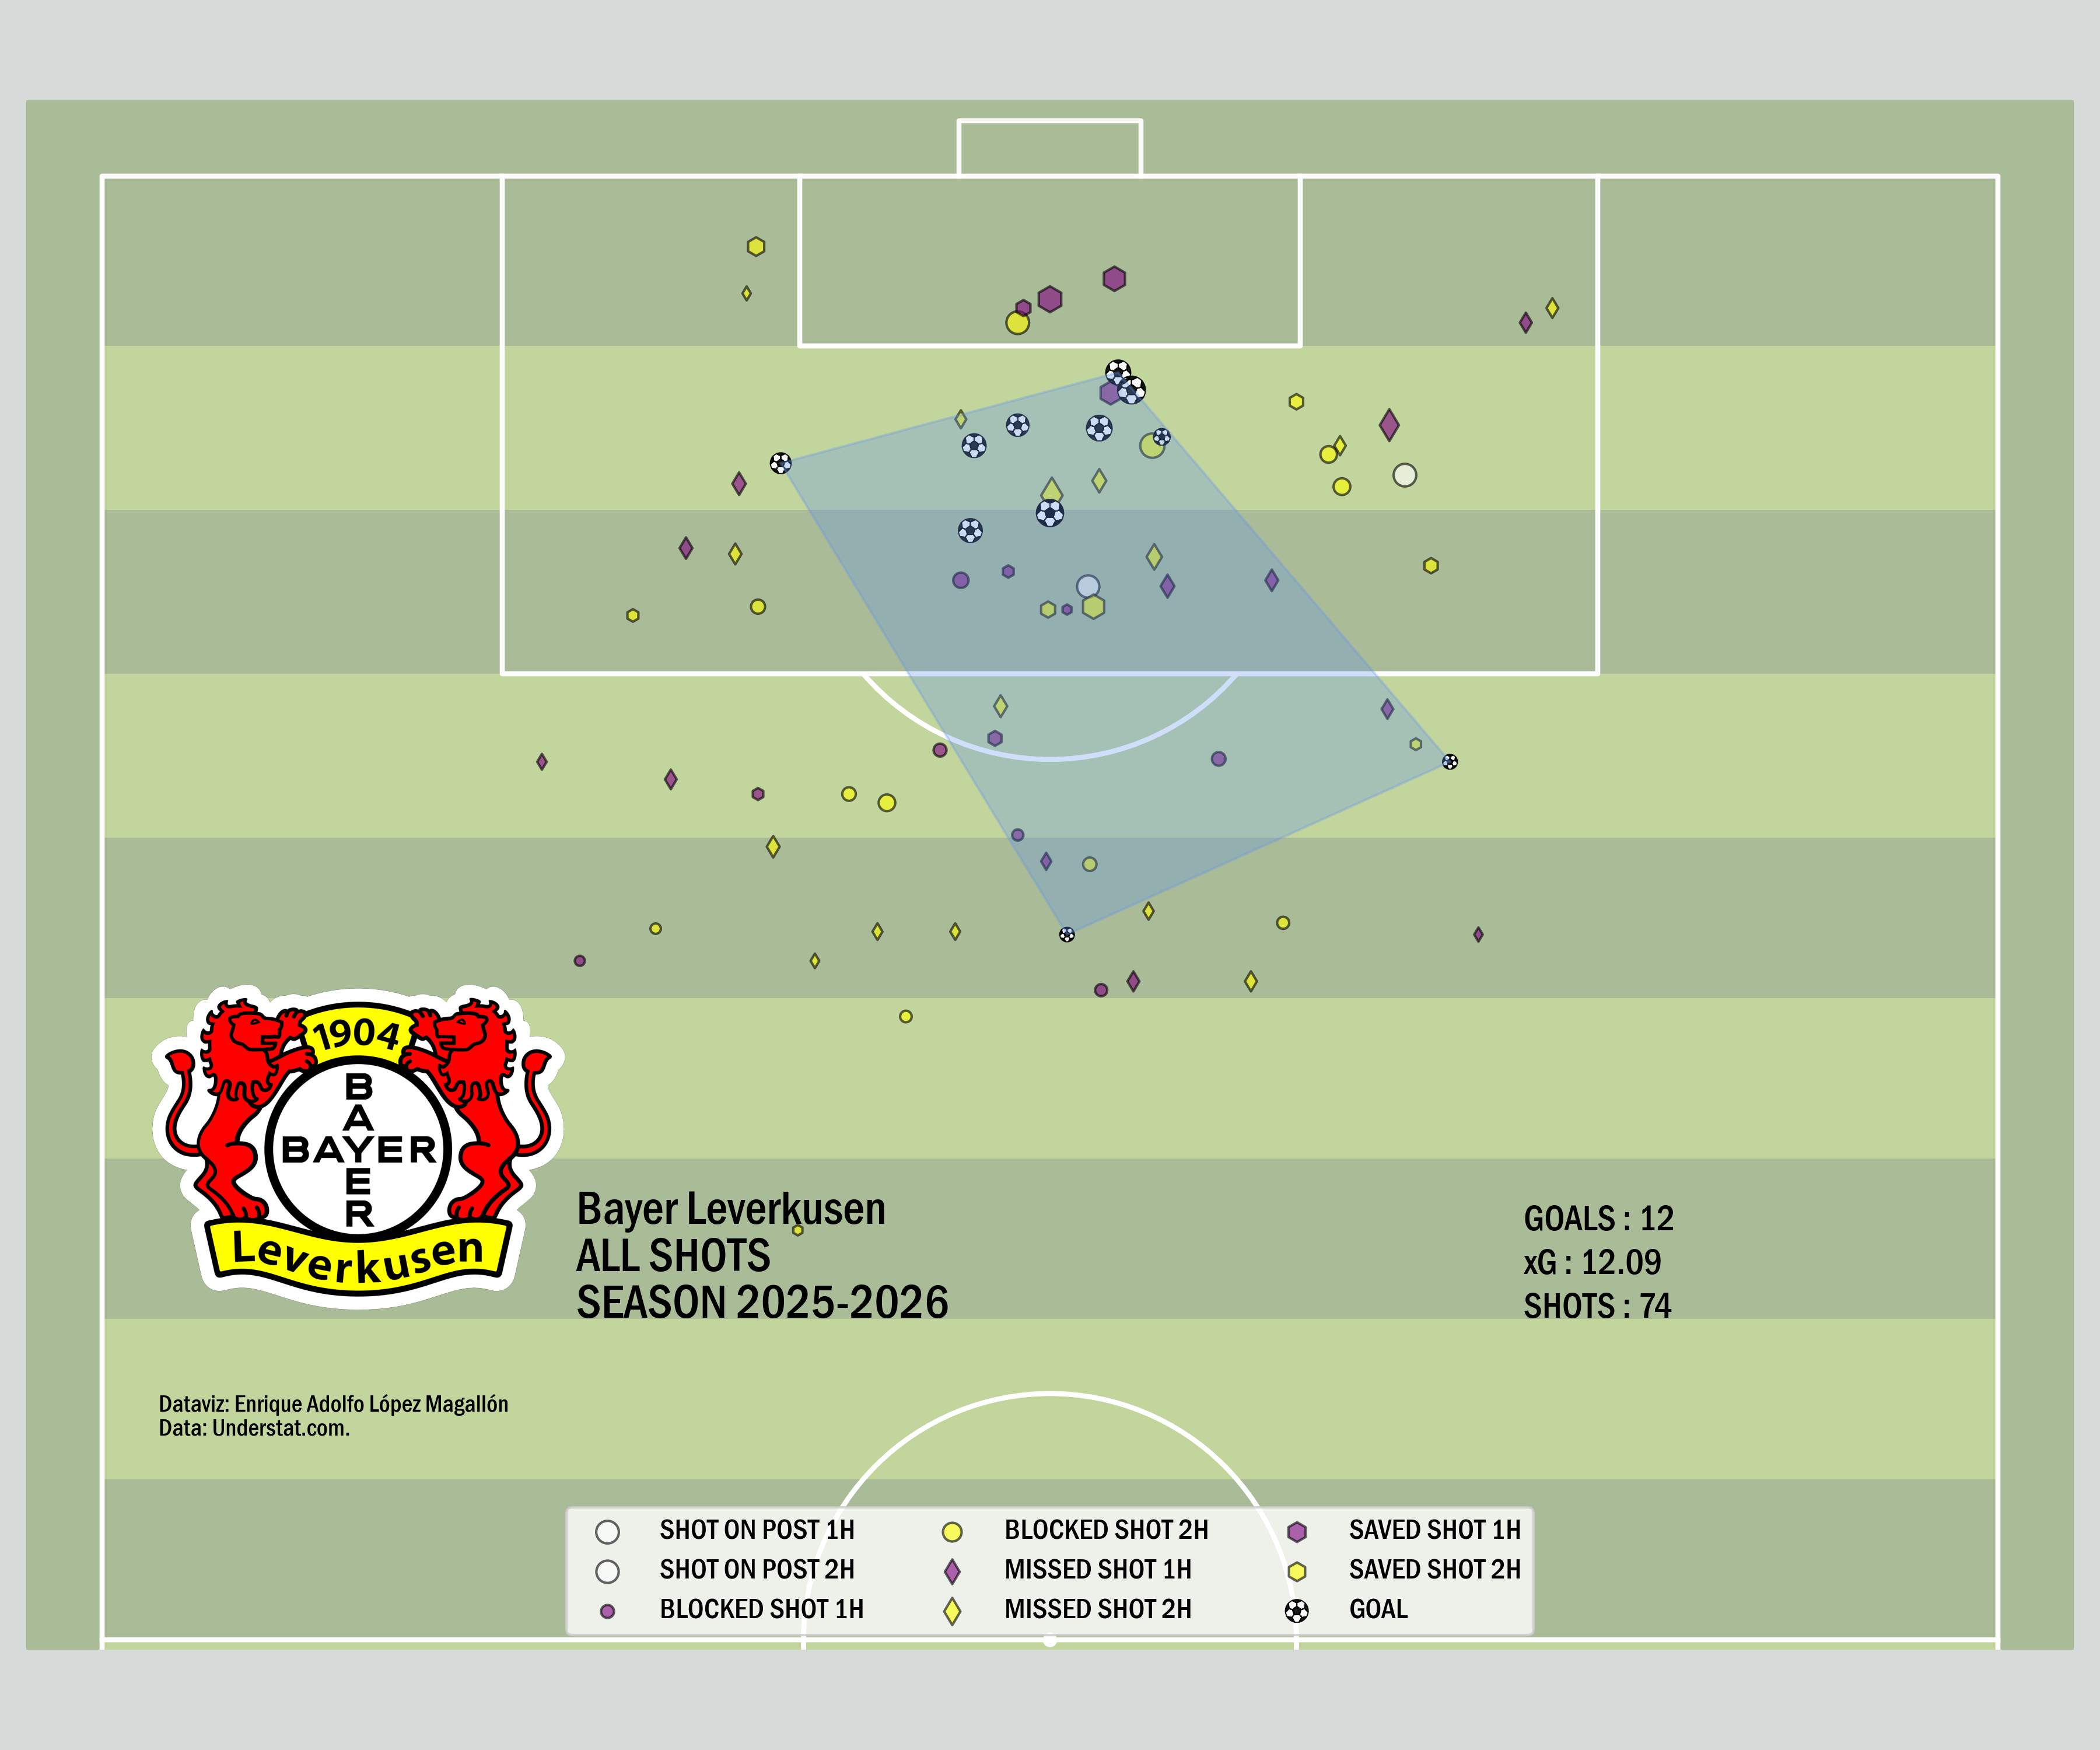 1904
B
A
BAYER
E
R
Leverkusen
Bayer Leverkusen
ALL SHOTS
SEASON 2025-2026
GOALS : 12
xG : 12.09
SHOTS : 74
Dataviz: Enrique Adolfo López Magallón
Data: Understat.com.
SHOT ON POST 1H
SHOT ON POST 2H
BLOCKED SHOT 1H
BLOCKED SHOT 2H
MISSED SHOT 1H
MISSED SHOT 2H
SAVED SHOT 1H
SAVED SHOT 2H
GOAL